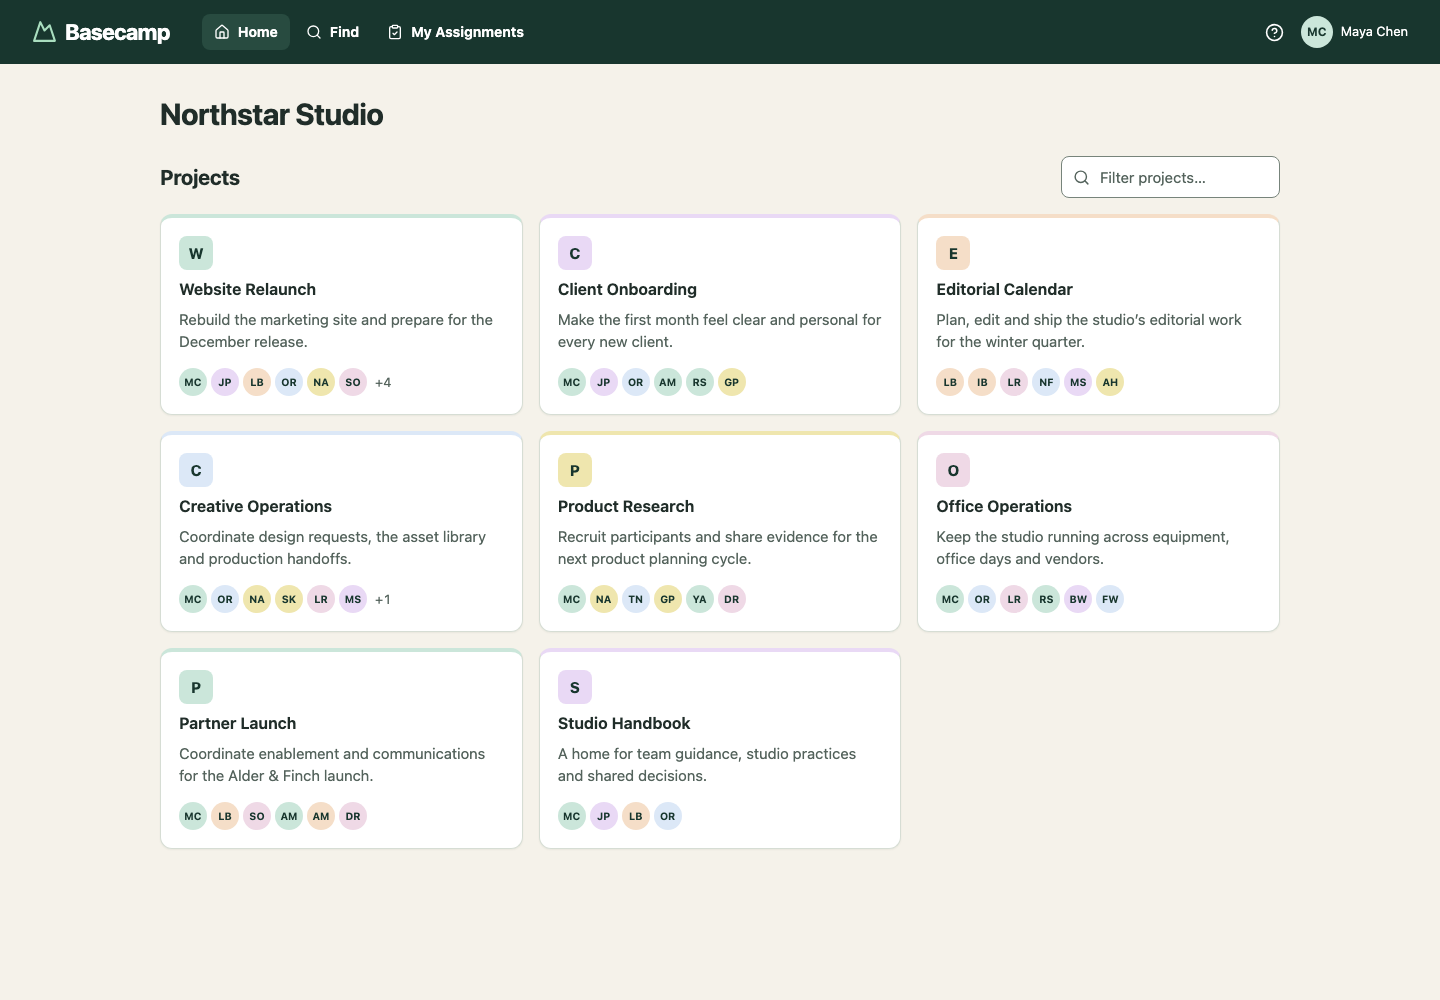 Basecamp
Home
Find
My Assignments
MC
Maya Chen
Northstar Studio
Projects
Filter projects...
W
Website Relaunch
Rebuild the marketing site and prepare for the
December release.
MC JP LB OR NA SO +4
C
Client Onboarding
Make the first month feel clear and personal for
every new client.
MC JP OR AM RS GP
E
Editorial Calendar
Plan, edit and ship the studio’s editorial work
for the winter quarter.
LB IB LR NF MS AH
C
Creative Operations
Coordinate design requests, the asset library
and production handoffs.
MC OR NA SK LR MS +1
P
Product Research
Recruit participants and share evidence for the
next product planning cycle.
MC NA TN GP YA DR
O
Office Operations
Keep the studio running across equipment,
office days and vendors.
MC OR LR RS BW FW
P
Partner Launch
Coordinate enablement and communications
for the Alder & Finch launch.
MC LB SO AM AM DR
S
Studio Handbook
A home for team guidance, studio practices
and shared decisions.
MC JP LB OR